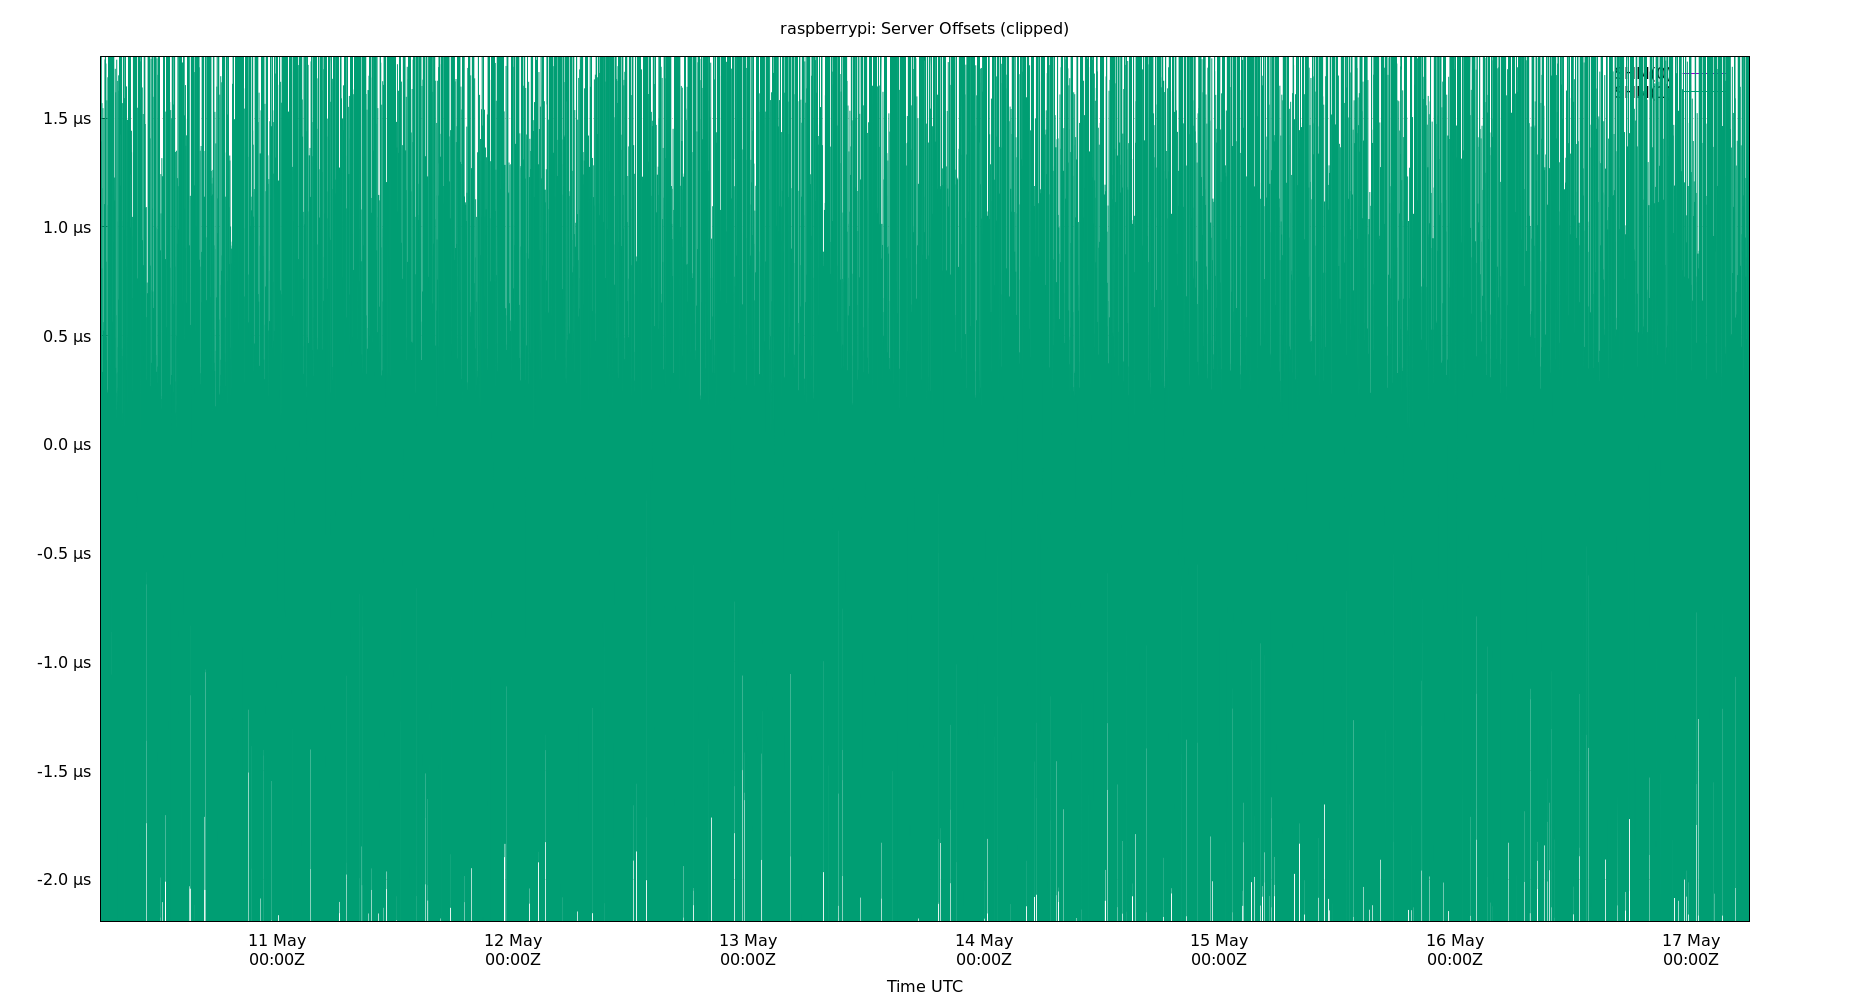 raspberrypi: Server Offsets (clipped)
1.5 µs
1.0 µs
0.5 µs
0.0 µs
-0.5 µs
-1.0 µs
-1.5 µs
-2.0 µs
11 May
00:00Z
12 May
00:00Z
13 May
00:00Z
14 May
00:00Z
15 May
00:00Z
16 May
00:00Z
17 May
00:00Z
Time UTC